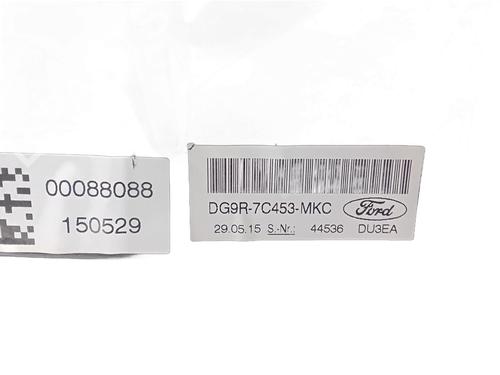 00088088
150529
DG9R-7C453-MKC Ford
29.05.15 S.-Nr.: 44536 DU3EA